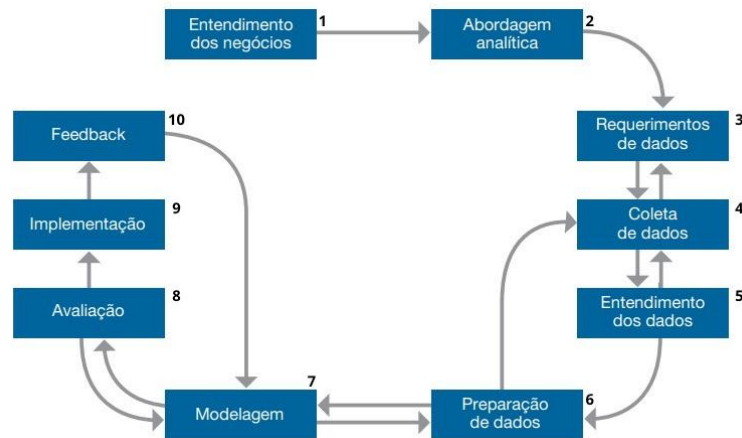 Entendimento
dos negócios
1
Abordagem
analítica
2
Requerimentos
de dados
3
Coleta
de dados
4
Entendimento
dos dados
5
Preparação
de dados
6
Modelagem
7
Avaliação
8
Implementação
9
Feedback
10